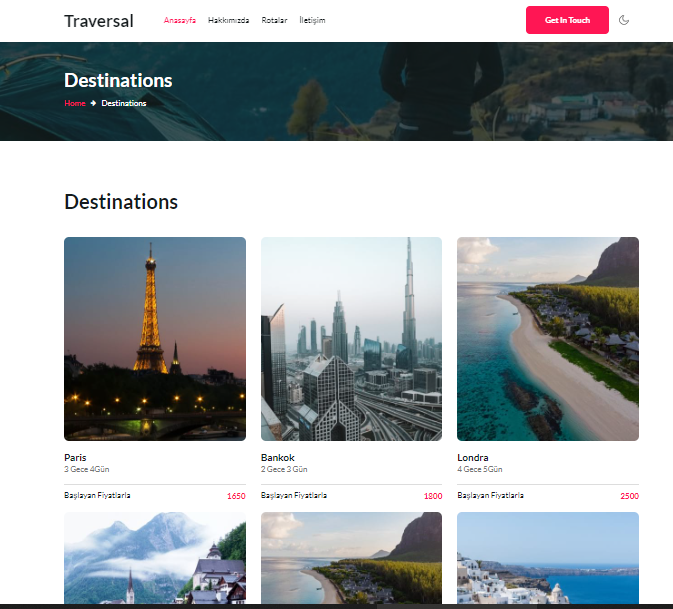 Traversal Anasayfa Hakkımızda Rotalar İletişim Get In Touch
Destinations
Home Destinations
Destinations
Paris Bankok Londra
3 Gece 4Gün 2 Gece 3 Gün 4 Gece 5Gün
Başlayan Fiyatlarla 1650 Başlayan Fiyatlarla 1800 Başlayan Fiyatlarla 2500